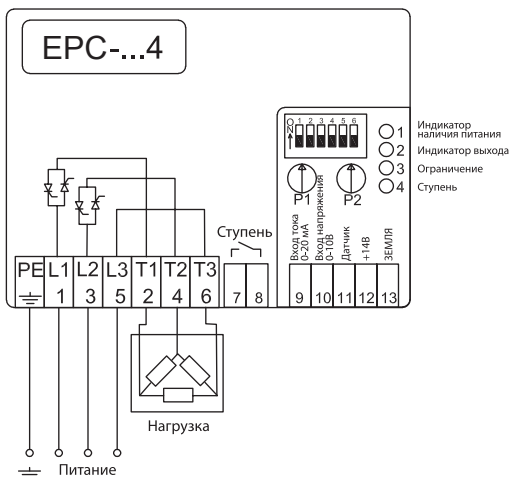 EPC-...4
O
N
1 2 3 4 5 6
P1
P2
1 Индикатор
наличия питания
2 Индикатор выхода
3 Ограничение
4 Ступень
Ступень
Вход тока
0-20 мА
Вход напряжения
0-10В
Датчик
+14В
ЗЕМЛЯ
PE L1 L2 L3 T1 T2 T3
1 3 5 2 4 6
7 8
9 10 11 12 13
Нагрузка
Питание